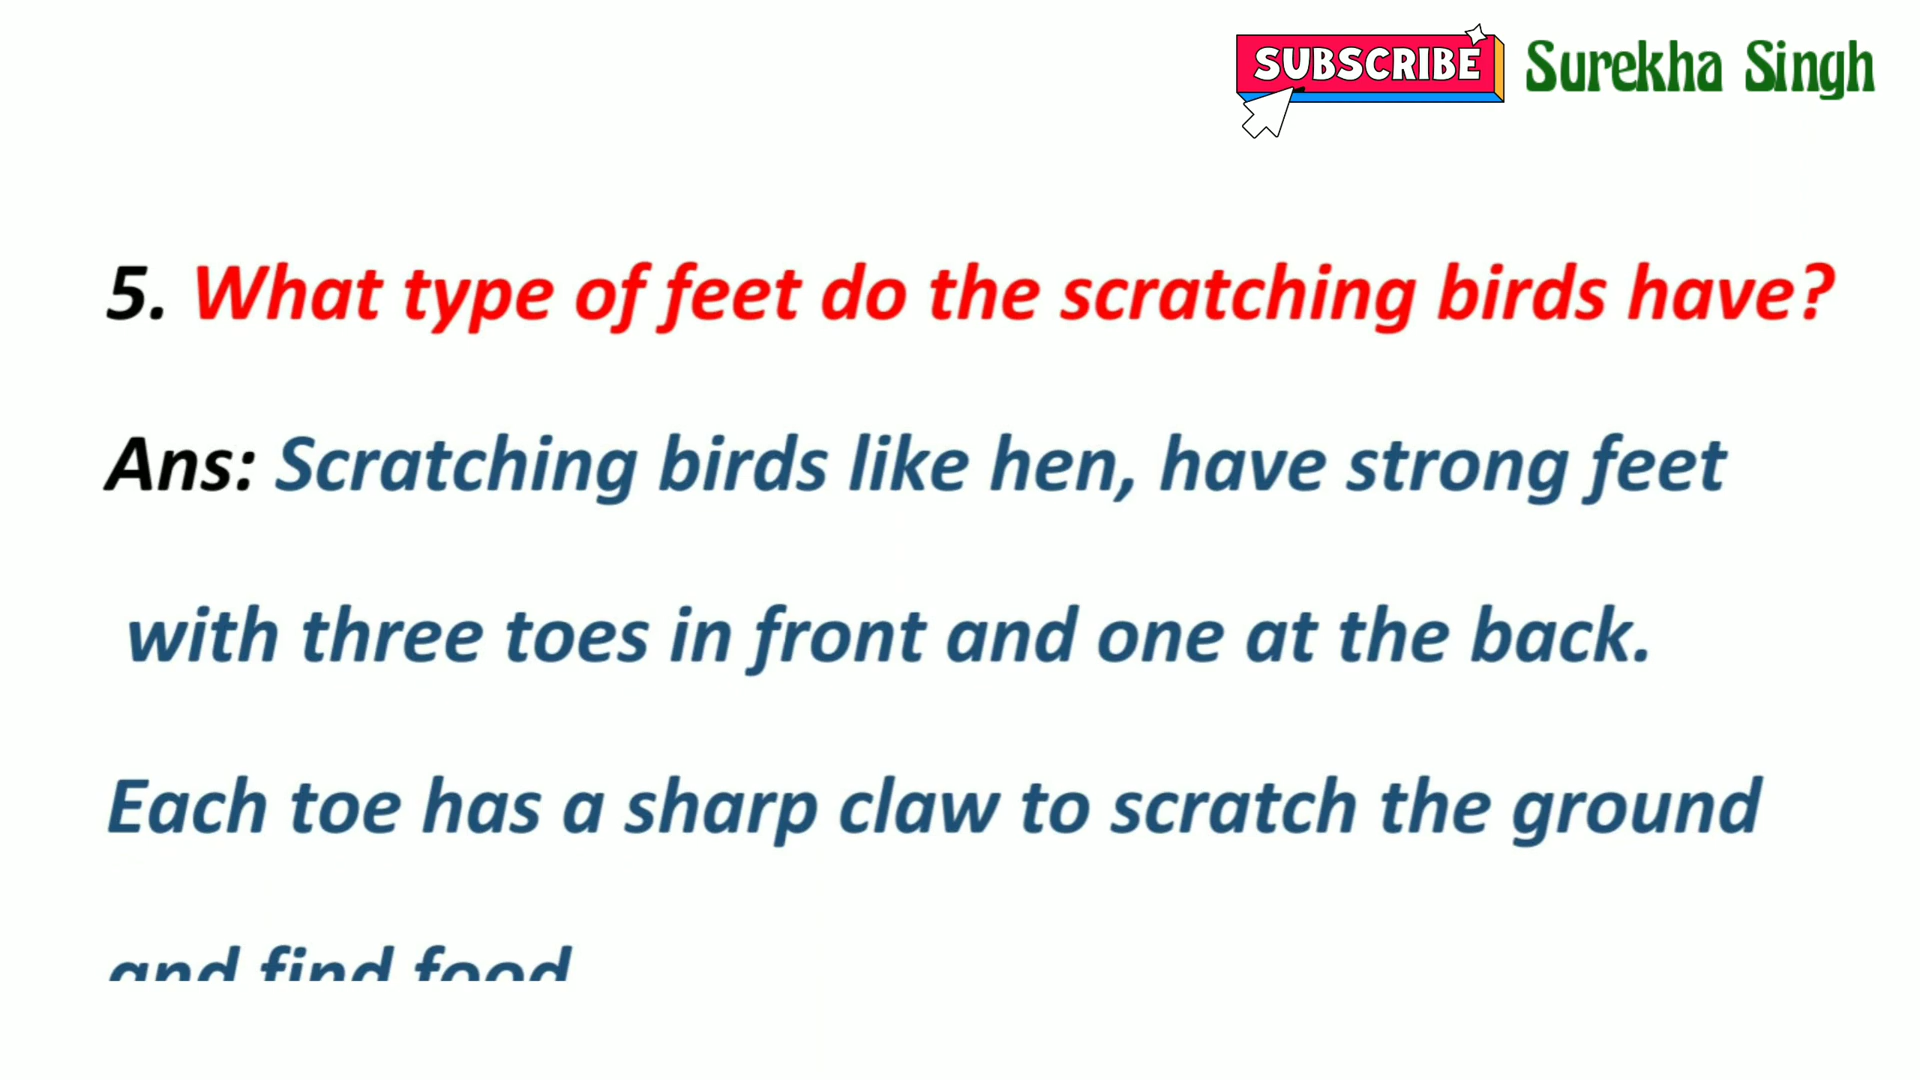 SUBSCRIBE Surekha Singh
5. What type of feet do the scratching birds have?
Ans: Scratching birds like hen, have strong feet
with three toes in front and one at the back.
Each toe has a sharp claw to scratch the ground
and find food